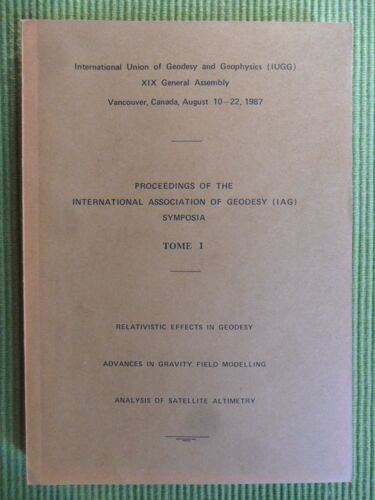 International Union of Geodesy and Geophysics (IUGG)
XIX General Assembly
Vancouver, Canada, August 10–22, 1987
PROCEEDINGS OF THE
INTERNATIONAL ASSOCIATION OF GEODESY (IAG)
SYMPOSIA
TOME I
RELATIVISTIC EFFECTS IN GEODESY
ADVANCES IN GRAVITY FIELD MODELLING
ANALYSIS OF SATELLITE ALTIMETRY